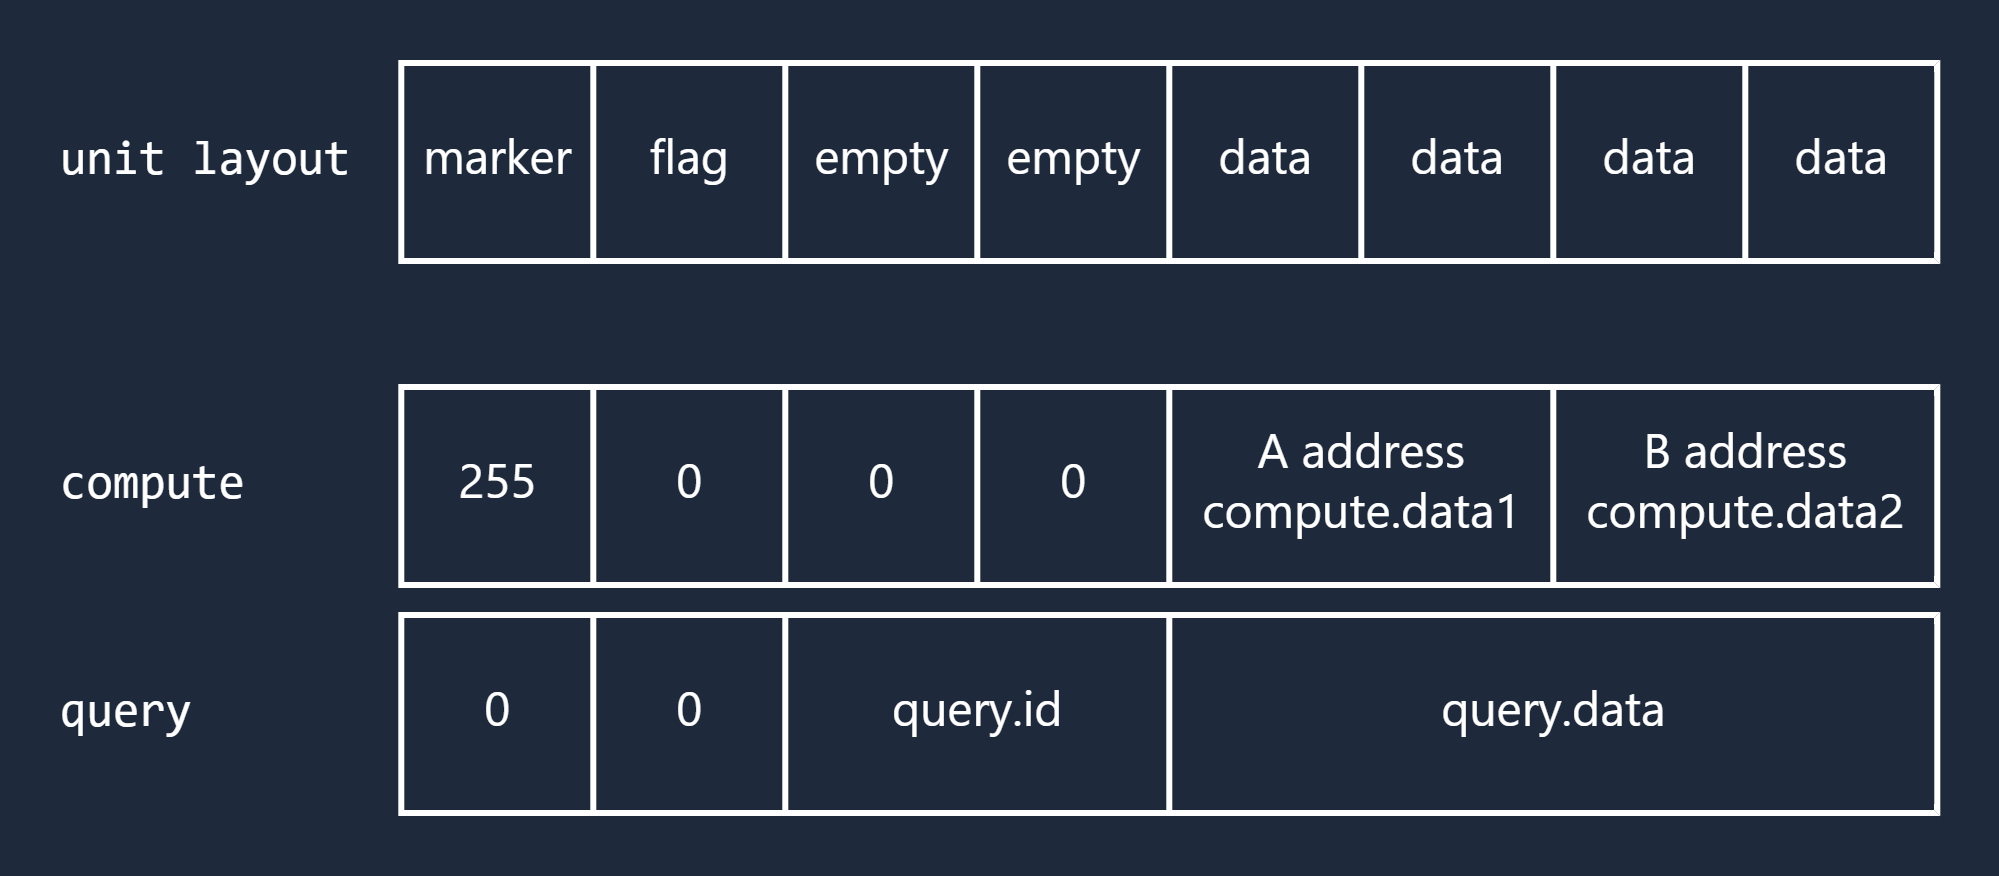 unit layout marker flag empty empty data data data data
compute 255 0 0 0 A address B address
compute.data1 compute.data2
query 0 0 query.id query.data